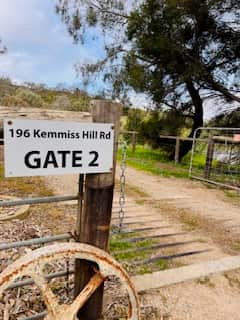 196 Kemmiss Hill Rd
GATE 2